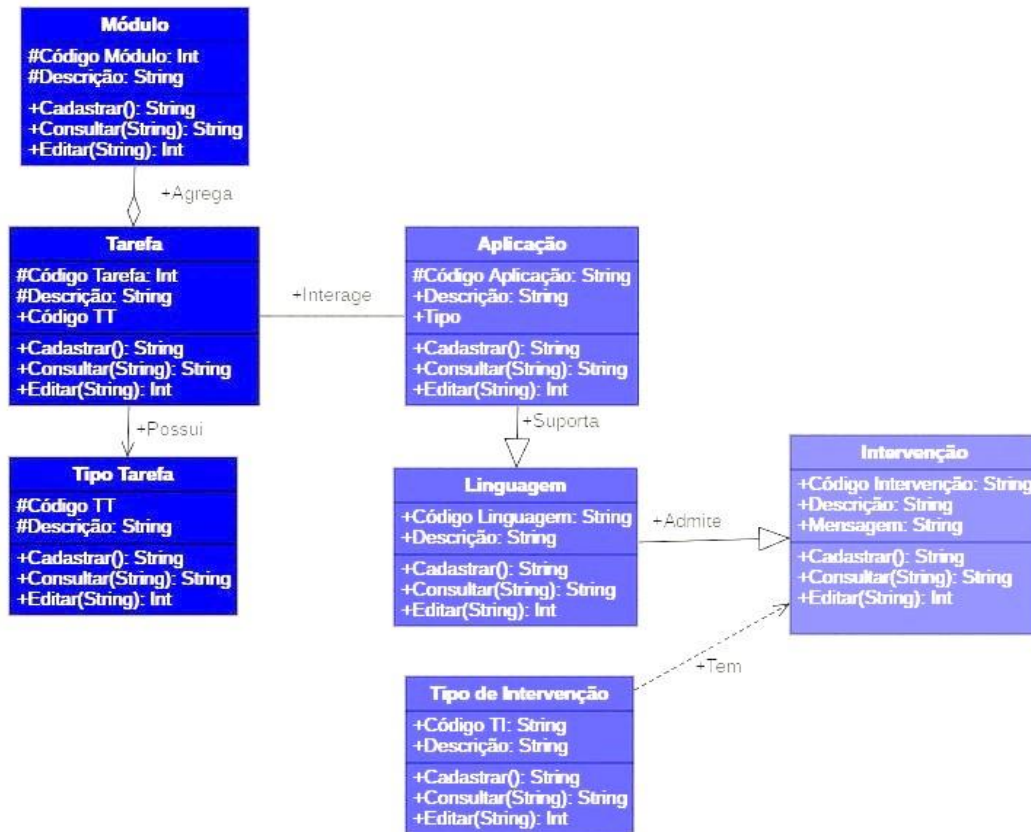 Módulo
#Código Módulo: Int
#Descrição: String
+Cadastrar(): String
+Consultar(String): String
+Editar(String): Int
+Agrega
Tarefa
#Código Tarefa: Int
#Descrição: String
+Código TT
+Cadastrar(): String
+Consultar(String): String
+Editar(String): Int
+Interage
Aplicação
#Código Aplicação: String
+Descrição: String
+Tipo
+Cadastrar(): String
+Consultar(String): String
+Editar(String): Int
+Possui
Tipo Tarefa
#Código TT
#Descrição: String
+Cadastrar(): String
+Consultar(String): String
+Editar(String): Int
+Suporta
Linguagem
+Código Linguagem: String
+Descrição: String
+Cadastrar(): String
+Consultar(String): String
+Editar(String): Int
+Admite
Intervenção
+Código Intervenção: String
+Descrição: String
+Mensagem: String
+Cadastrar(): String
+Consultar(String): String
+Editar(String): Int
+Tem
Tipo de Intervenção
+Código TI: String
+Descrição: String
+Cadastrar(): String
+Consultar(String): String
+Editar(String): Int